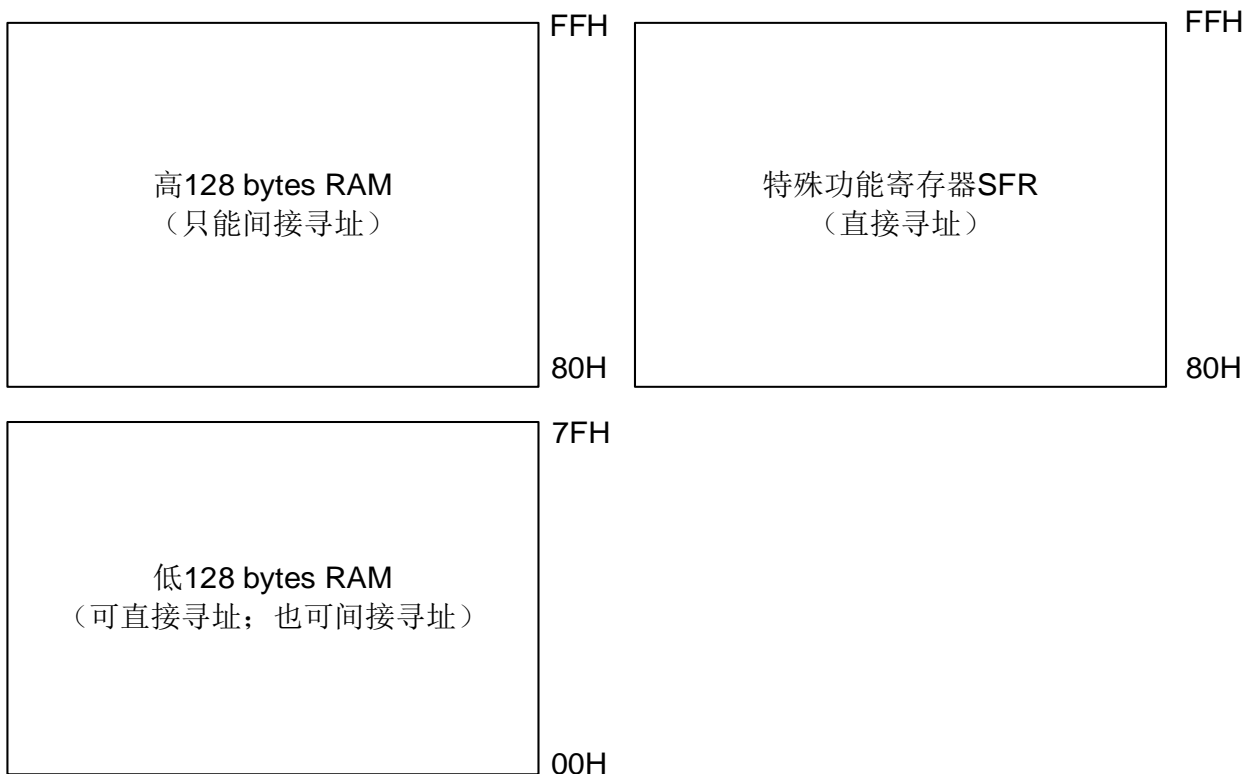 FFH
高128 bytes RAM
（只能间接寻址）
80H
FFH
特殊功能寄存器SFR
（直接寻址）
80H
7FH
低128 bytes RAM
（可直接寻址；也可间接寻址）
00H